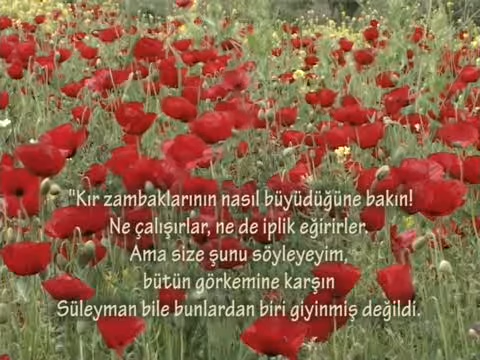 "Kır zambaklarının nasıl büyüdüğüne bakın!
Ne çalışırlar, ne de iplik eğirirler.
Ama size şunu söyleyeyim,
bütün görkemine karşın
Süleyman bile bunlardan biri giyinmiş değildi.